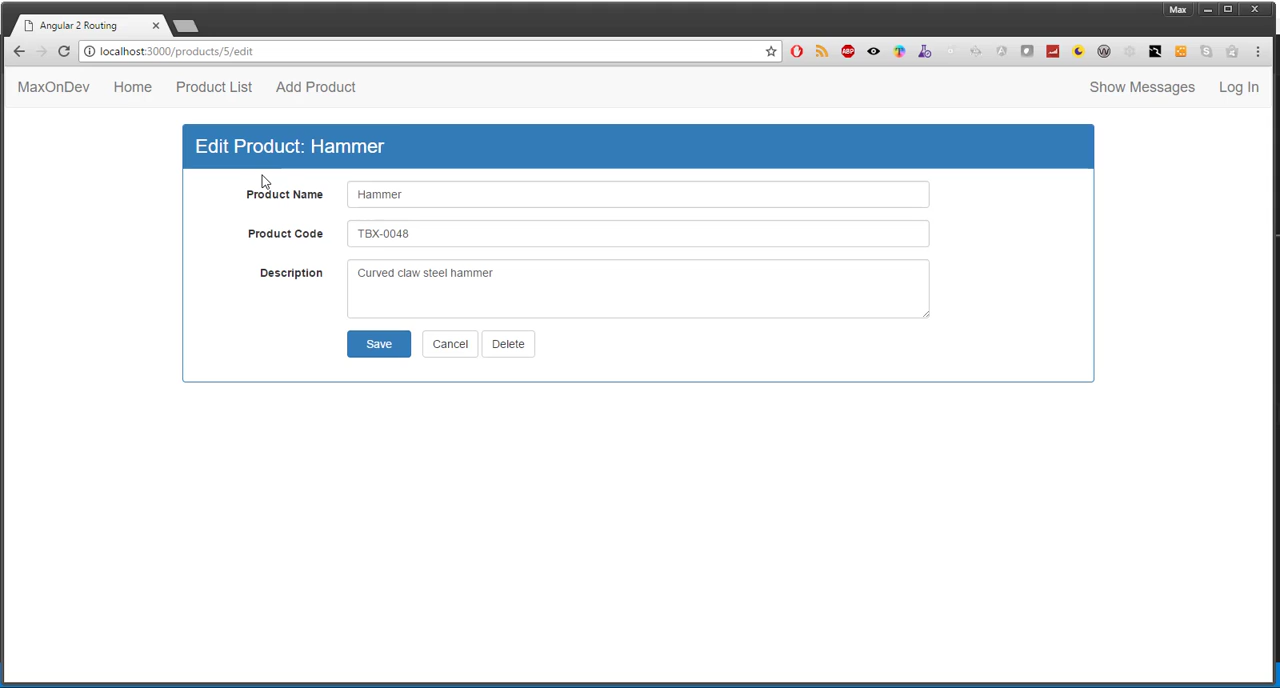 Max
Angular 2 Routing
localhost:3000/products/5/edit
ABP
MaxOnDev Home Product List Add Product Show Messages Log In
Edit Product: Hammer
Product Name Hammer
Product Code TBX-0048
Description Curved claw steel hammer
Save Cancel Delete